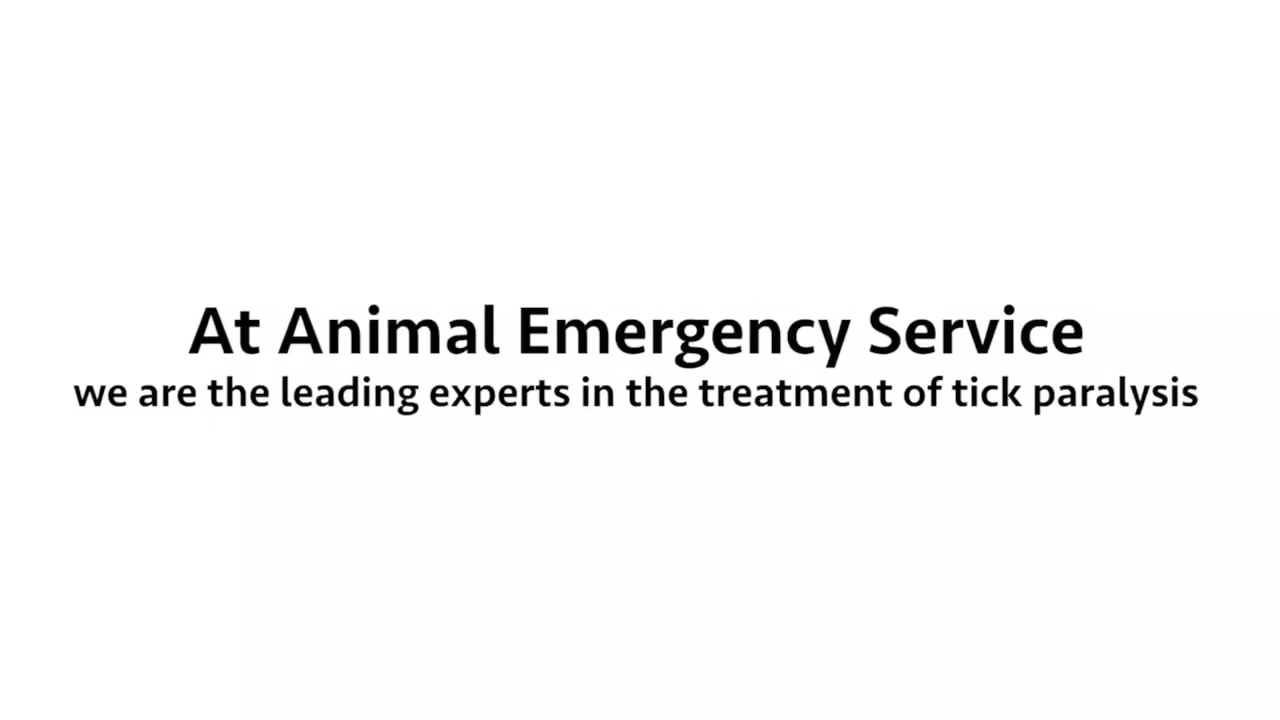 At Animal Emergency Service
we are the leading experts in the treatment of tick paralysis